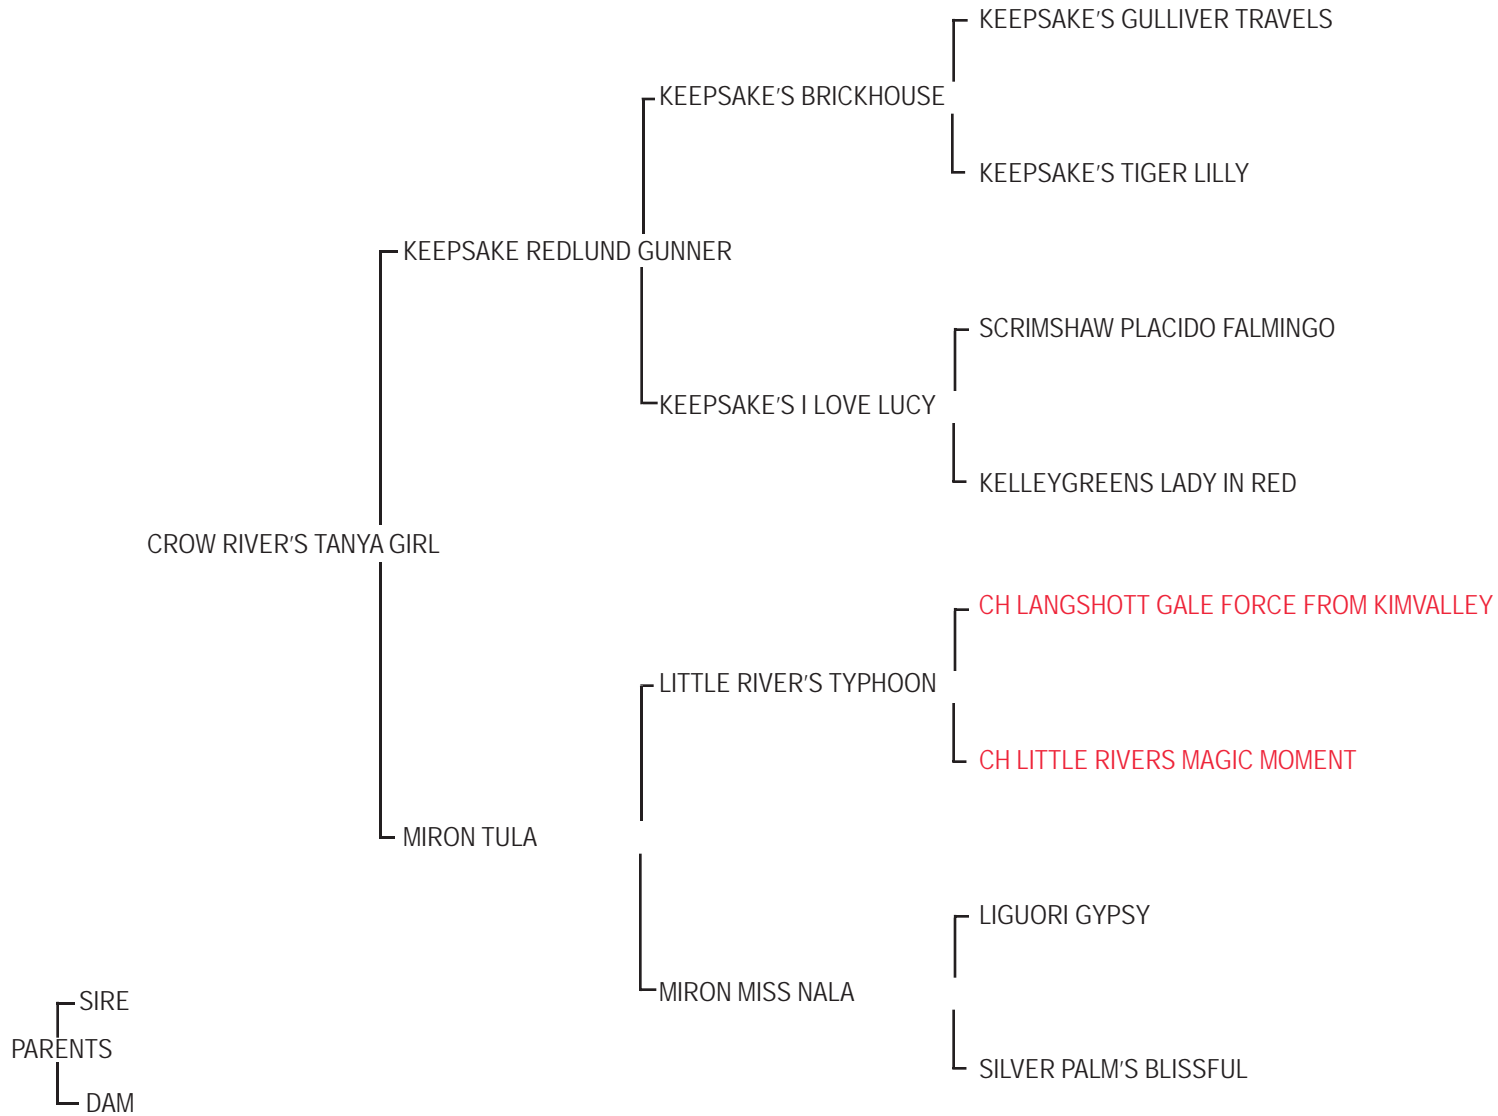 KEEPSAKE'S GULLIVER TRAVELS
KEEPSAKE'S BRICKHOUSE
KEEPSAKE'S TIGER LILLY
KEEPSAKE REDLUND GUNNER
SCRIMSHAW PLACIDO FALMINGO
KEEPSAKE'S I LOVE LUCY
KELLEYGREENS LADY IN RED
CROW RIVER'S TANYA GIRL
CH LANGSHOTT GALE FORCE FROM KIMVALLEY
LITTLE RIVER'S TYPHOON
CH LITTLE RIVERS MAGIC MOMENT
MIRON TULA
LIGUORI GYPSY
MIRON MISS NALA
SILVER PALM'S BLISSFUL
SIRE
PARENTS
DAM